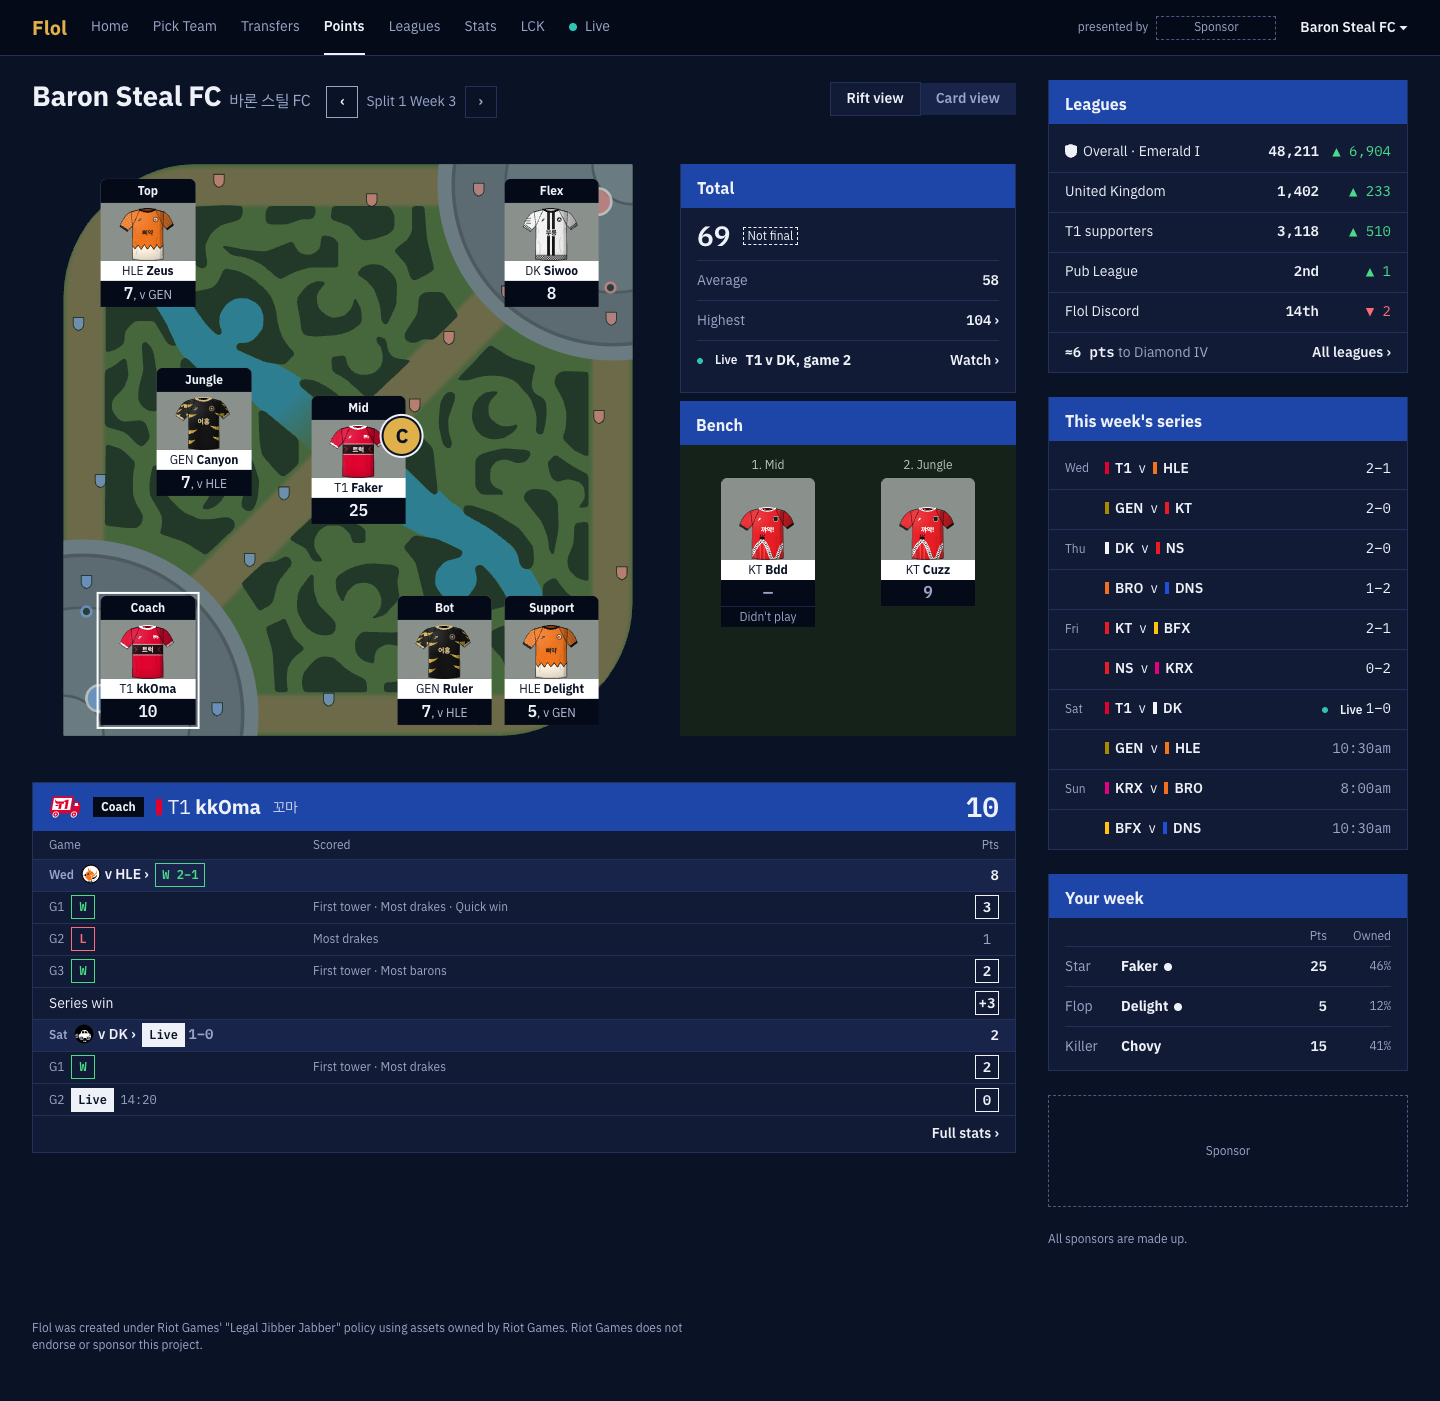 Flol Home Pick Team Transfers Points Leagues Stats LCK Live presented by Sponsor Baron Steal FC
Baron Steal FC 바론 스틸 FC ‹ Split 1 Week 3 › Rift view Card view
Top
HLE Zeus
7, v GEN
Flex
DK Siwoo
8
Jungle
GEN Canyon
7, v HLE
Mid
C
트럭
T1 Faker
25
Coach
트럭
T1 kkOma
10
Bot
GEN Ruler
7, v HLE
Support
HLE Delight
5, v GEN
Total
69 Not final
Average 58
Highest 104 ›
Live T1 v DK, game 2 Watch ›
Bench
1. Mid
KT Bdd
–
Didn't play
2. Jungle
KT Cuzz
9
T1 Coach T1 kkOma 꼬마 10
Game Scored Pts
Wed v HLE › W 2–1 8
G1 W First tower · Most drakes · Quick win 3
G2 L Most drakes 1
G3 W First tower · Most barons 2
Series win +3
Sat v DK › Live 1–0 2
G1 W First tower · Most drakes 2
G2 Live 14:20 0
Full stats ›
Leagues
Overall · Emerald I 48,211 ▲ 6,904
United Kingdom 1,402 ▲ 233
T1 supporters 3,118 ▲ 510
Pub League 2nd ▲ 1
Flol Discord 14th ▼ 2
≈6 pts to Diamond IV All leagues ›
This week's series
Wed T1 v HLE 2–1
GEN v KT 2–0
Thu DK v NS 2–0
BRO v DNS 1–2
Fri KT v BFX 2–1
NS v KRX 0–2
Sat T1 v DK Live 1–0
GEN v HLE 10:30am
Sun KRX v BRO 8:00am
BFX v DNS 10:30am
Your week
Pts Owned
Star Faker 25 46%
Flop Delight 5 12%
Killer Chovy 15 41%
Sponsor
All sponsors are made up.
Flol was created under Riot Games' "Legal Jibber Jabber" policy using assets owned by Riot Games. Riot Games does not
endorse or sponsor this project.